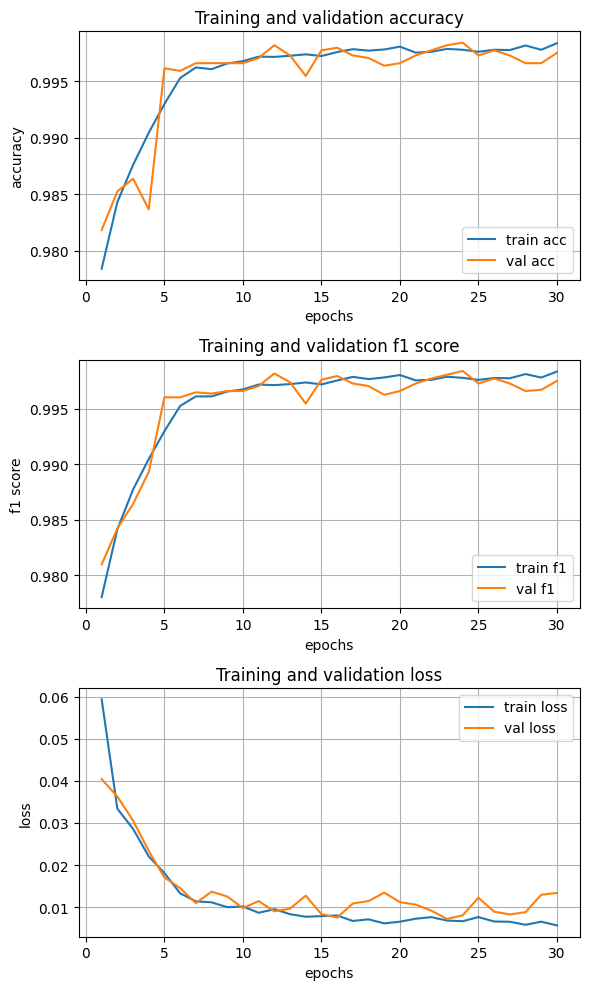 Training and validation accuracy
0.995
0.990
0.985
0.980
accuracy
train acc
val acc
0 5 10 15 20 25 30
epochs
Training and validation f1 score
0.995
0.990
0.985
0.980
f1 score
train f1
val f1
0 5 10 15 20 25 30
epochs
Training and validation loss
0.06
0.05
0.04
0.03
0.02
0.01
loss
train loss
val loss
0 5 10 15 20 25 30
epochs